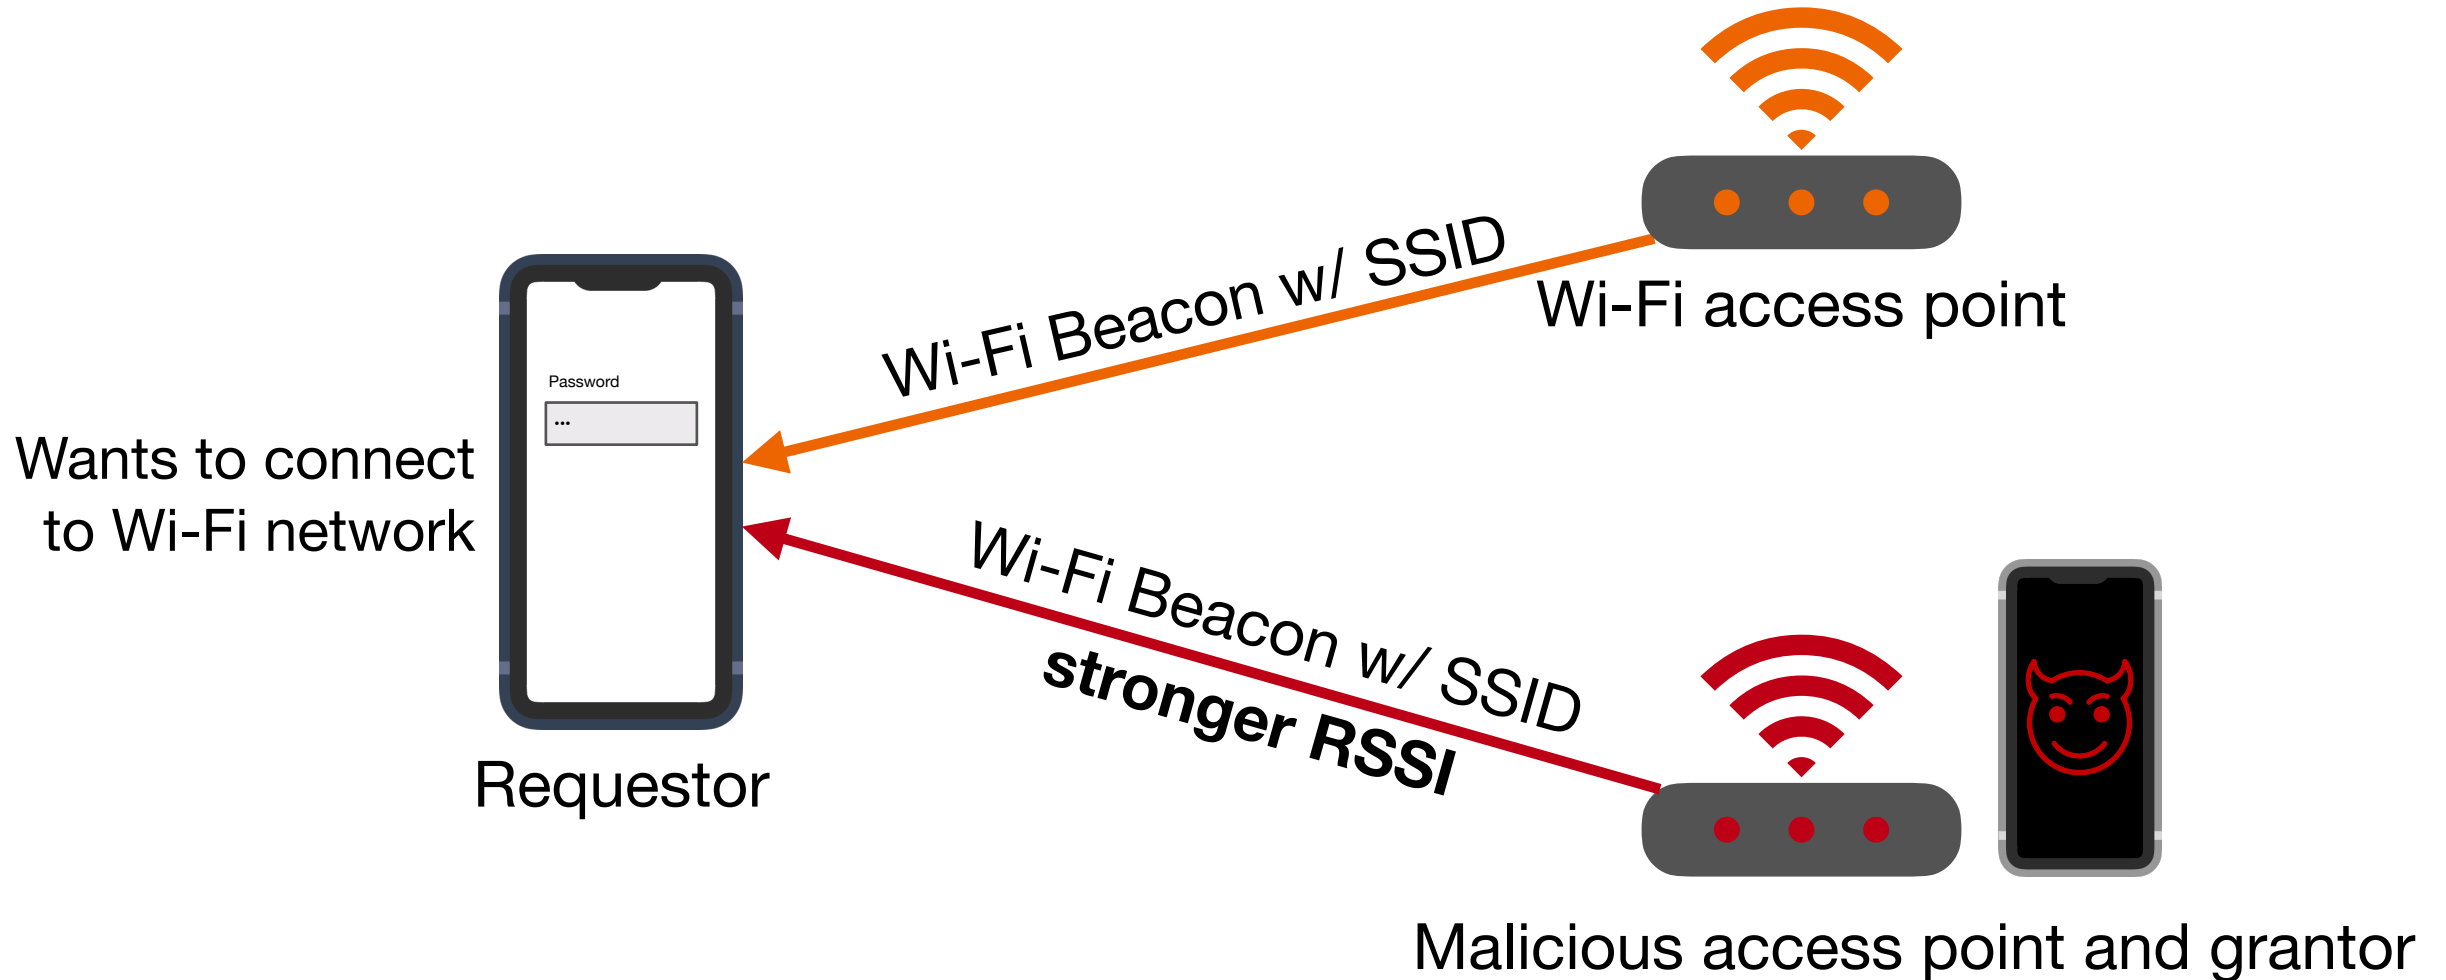 Wi-Fi Beacon w/ SSID
Wi-Fi access point
Password
•••
Wants to connect
to Wi-Fi network
Wi-Fi Beacon w/ SSID
stronger RSSI
Requestor
Malicious access point and grantor